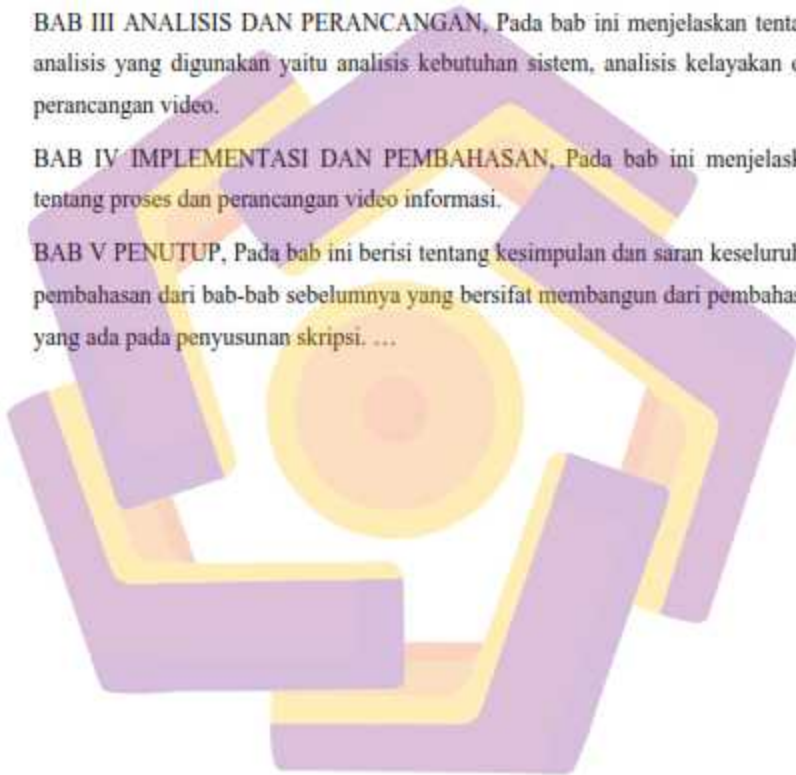 BAB III ANALISIS DAN PERANCANGAN, Pada bab ini menjelaskan tenta
analisis yang digunakan yaitu analisis kebutuhan sistem, analisis kelayakan
perancangan video.
BAB IV IMPLEMENTASI DAN PEMBAHASAN, Pada bab ini menjelask
tentang proses dan perancangan video informasi.
BAB V PENUTUP, Pada bab ini berisi tentang kesimpulan dan saran keseluruh
pembahasan dari bab-bab sebelumnya yang bersifat membangun dari pembahas
yang ada pada penyusunan skripsi. …